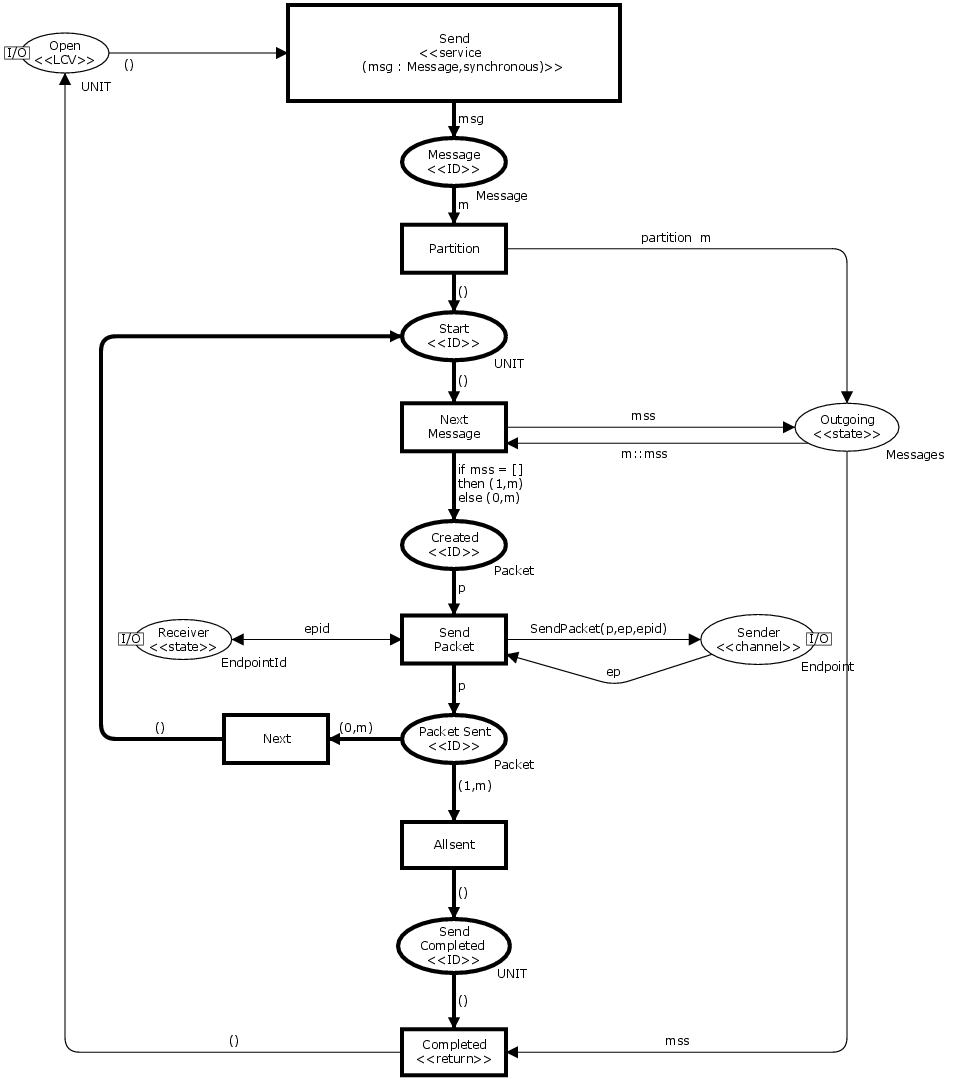 Send
<<service
(msg : Message,synchronous)>>
I/O
Open
<<LCV>>
()
UNIT
msg
Message
<<ID>>
Message
m
Partition
partition m
()
Start
<<ID>>
UNIT
()
Next
Message
mss
m::mss
Outgoing
<<state>>
Messages
if mss = []
then (1,m)
else (0,m)
Created
<<ID>>
Packet
p
I/O
Receiver
<<state>>
EndpointId
epid
Send
Packet
SendPacket(p,ep,epid)
ep
Sender
<<channel>>
I/O
Endpoint
p
()
Next
(0,m)
Packet Sent
<<ID>>
Packet
(1,m)
Allsent
()
Send
Completed
<<ID>>
UNIT
()
()
Completed
<<return>>
mss